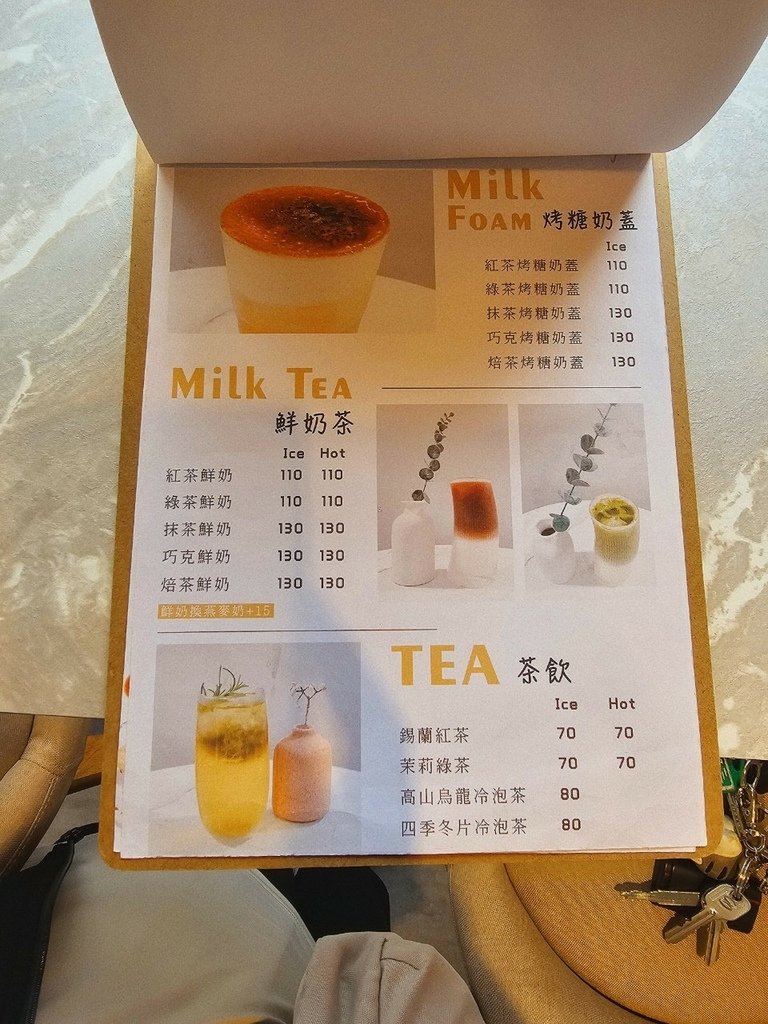 Milk
FOAM 烤糖奶蓋
Ice
紅茶烤糖奶蓋 110
綠茶烤糖奶蓋 110
抹茶烤糖奶蓋 130
巧克烤糖奶蓋 130
焙茶烤糖奶蓋 130
Milk TEA
鮮奶茶
Ice Hot
紅茶鮮奶 110 110
綠茶鮮奶 110 110
抹茶鮮奶 130 130
巧克鮮奶 130 130
焙茶鮮奶 130 130
鮮奶換燕麥奶+15
TEA 茶飲
Ice Hot
錫蘭紅茶 70 70
茉莉綠茶 70 70
高山烏龍冷泡茶 80
四季冬片冷泡茶 80